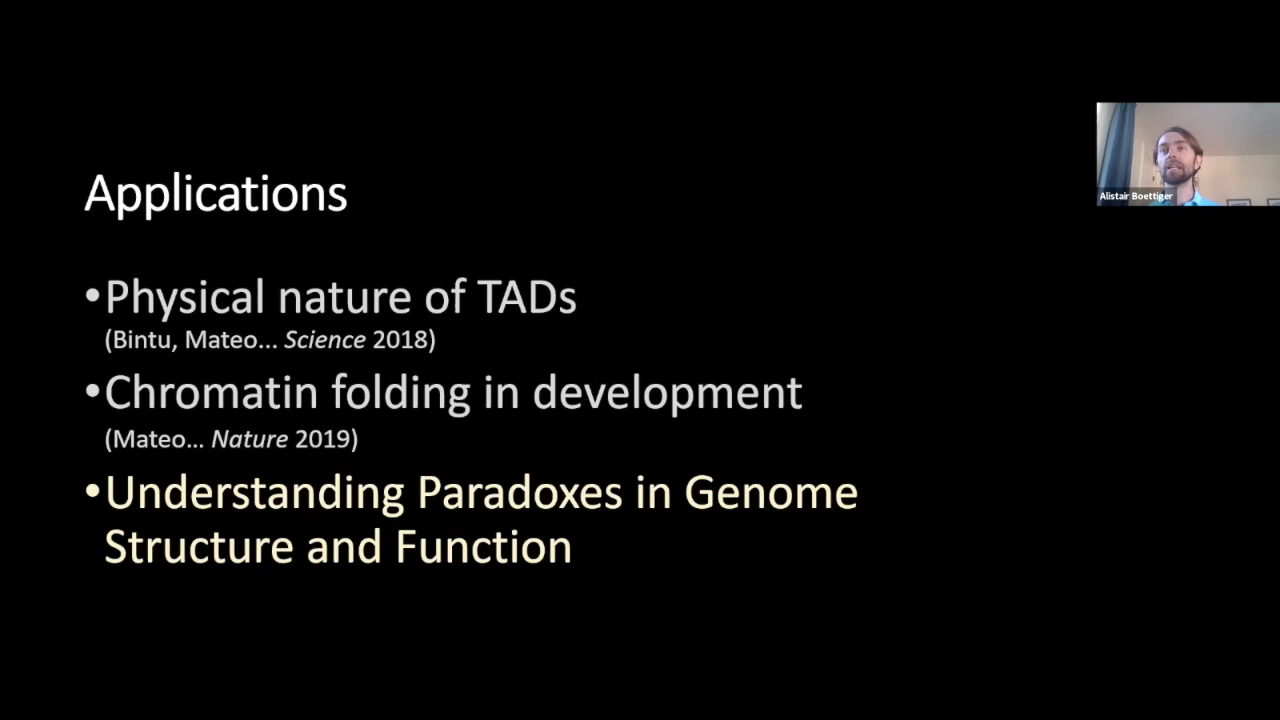 Applications
•Physical nature of TADs
(Bintu, Mateo... Science 2018)
•Chromatin folding in development
(Mateo… Nature 2019)
•Understanding Paradoxes in Genome
Structure and Function
Alistair Boettiger